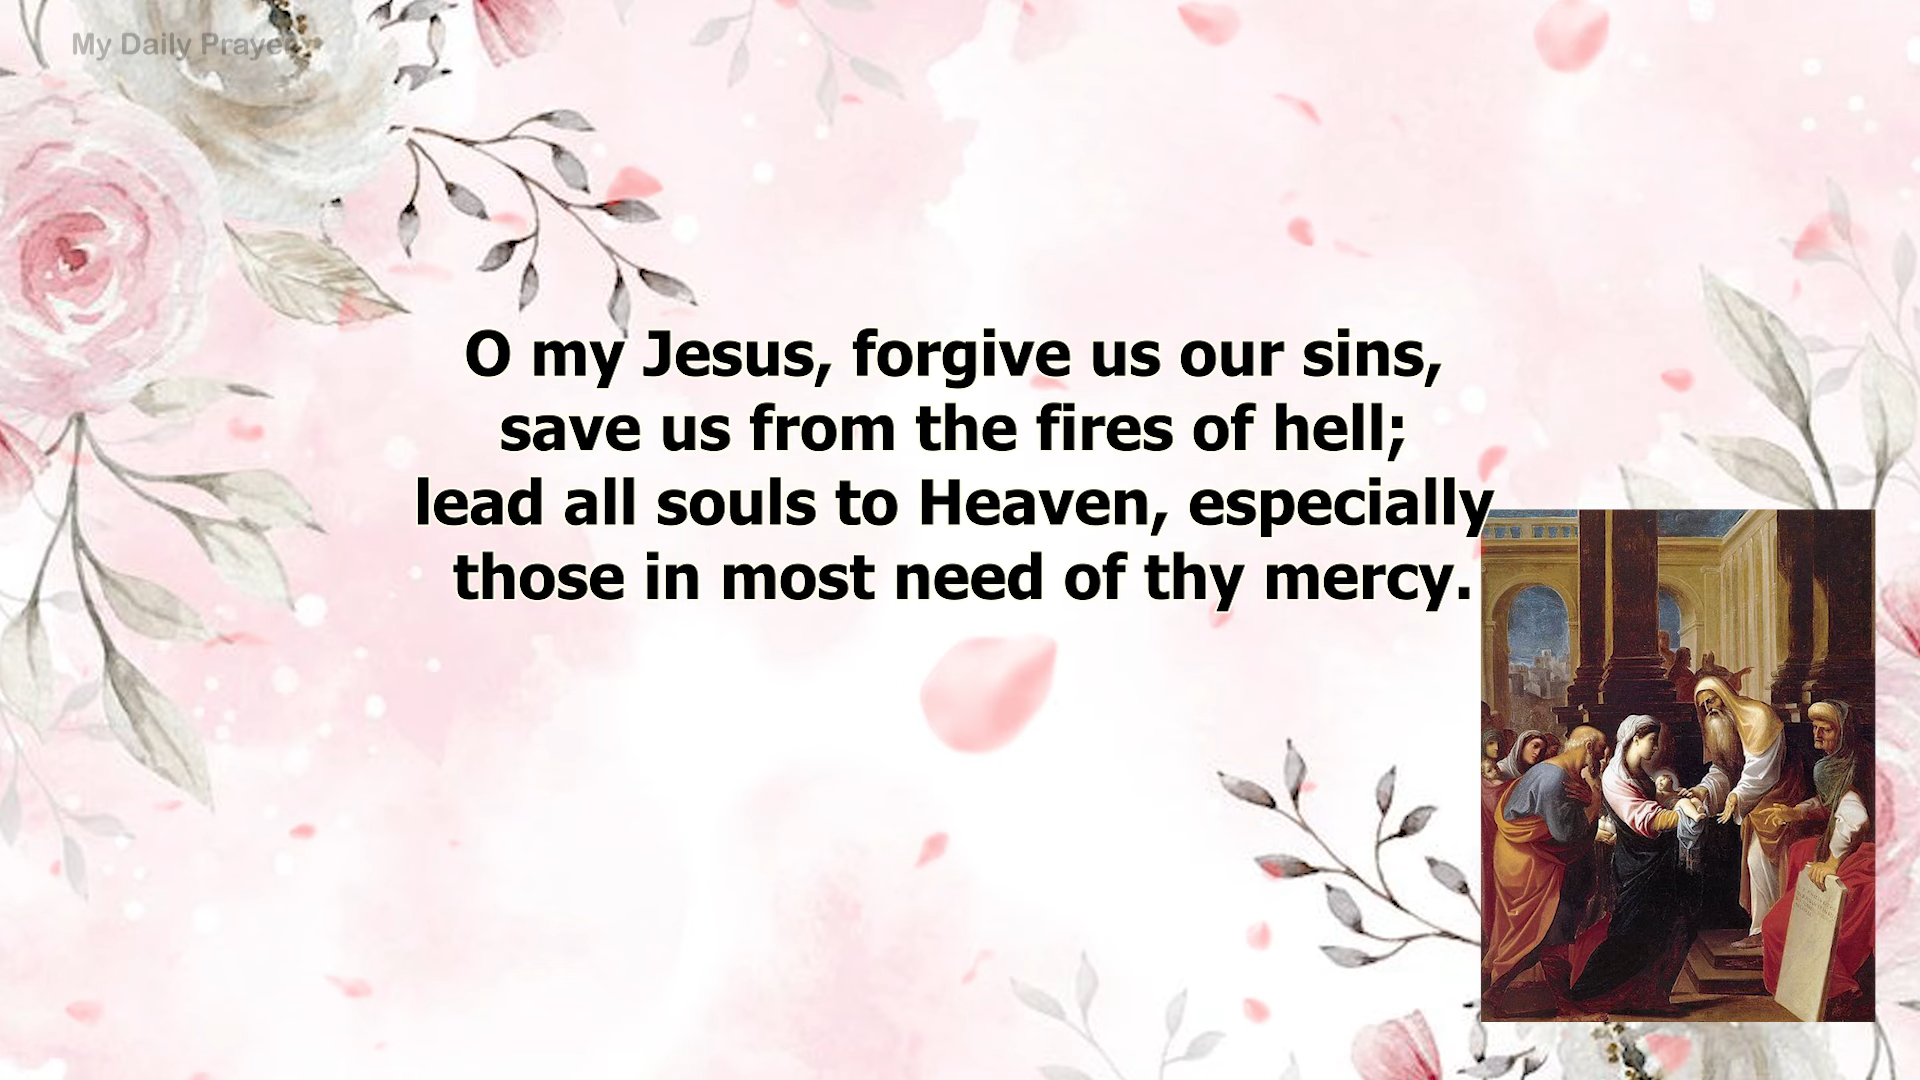 My Daily Prayer
O my Jesus, forgive us our sins,
save us from the fires of hell;
lead all souls to Heaven, especially
those in most need of thy mercy.